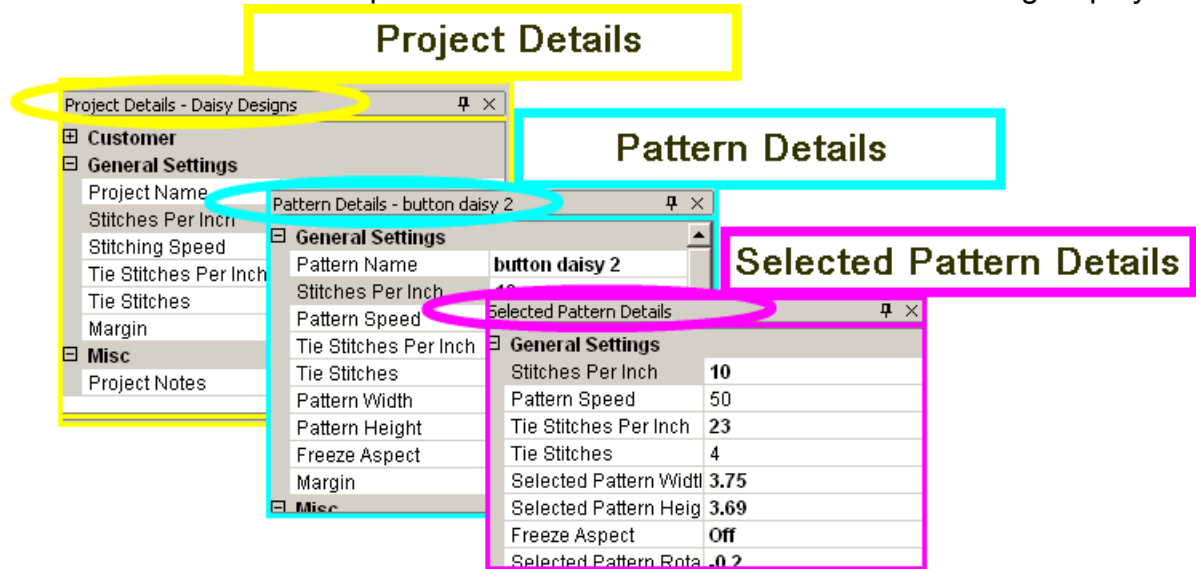 Project Details
Project Details - Daisy Designs
Customer
General Settings
Project Name
Stitches Per Inch
Stitching Speed
Tie Stitches Per Inch
Tie Stitches
Margin
Misc
Project Notes
Pattern Details
Pattern Details - button daisy 2
General Settings
Pattern Name button daisy 2
Stitches Per Inch
Pattern Speed
Tie Stitches Per Inch
Tie Stitches
Pattern Width
Pattern Height
Freeze Aspect
Margin
Misc
Selected Pattern Details
Selected Pattern Details
General Settings
Stitches Per Inch 10
Pattern Speed 50
Tie Stitches Per Inch 23
Tie Stitches 4
Selected Pattern Widtl 3.75
Selected Pattern Heig 3.69
Freeze Aspect Off
Selected Pattern Rota -0.2